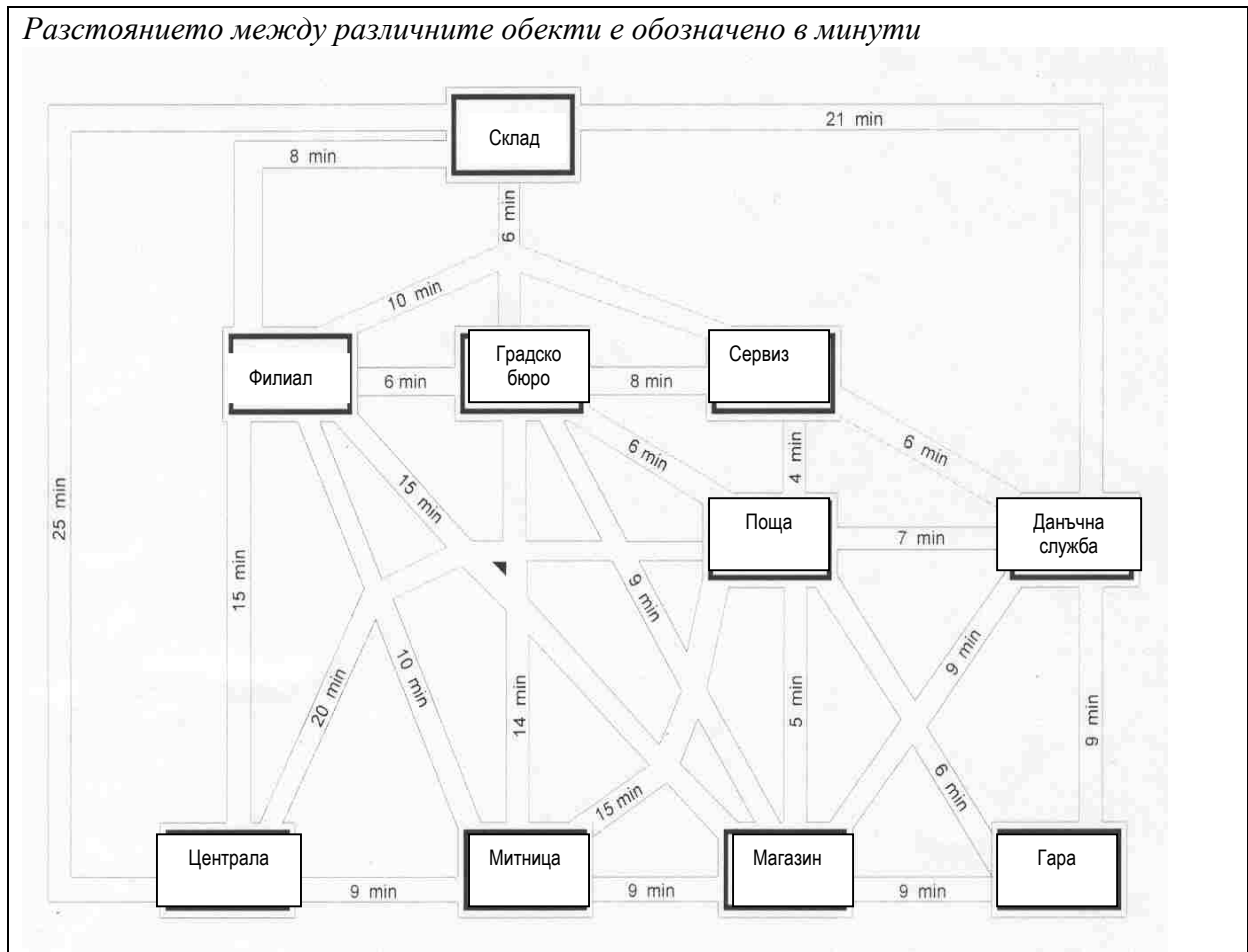 Разстоянието между различните обекти е обозначено в минути
Склад
21 min
8 min
6 min
10 min
Филиал
6 min
Градско
бюро
8 min
Сервиз
6 min
4 min
6 min
15 min
25 min
Поща
7 min
Данъчна
служба
15 min
9 min
10 min
20 min
14 min
5 min
9 min
9 min
6 min
15 min
Централа
9 min
Митница
9 min
Магазин
9 min
Гара